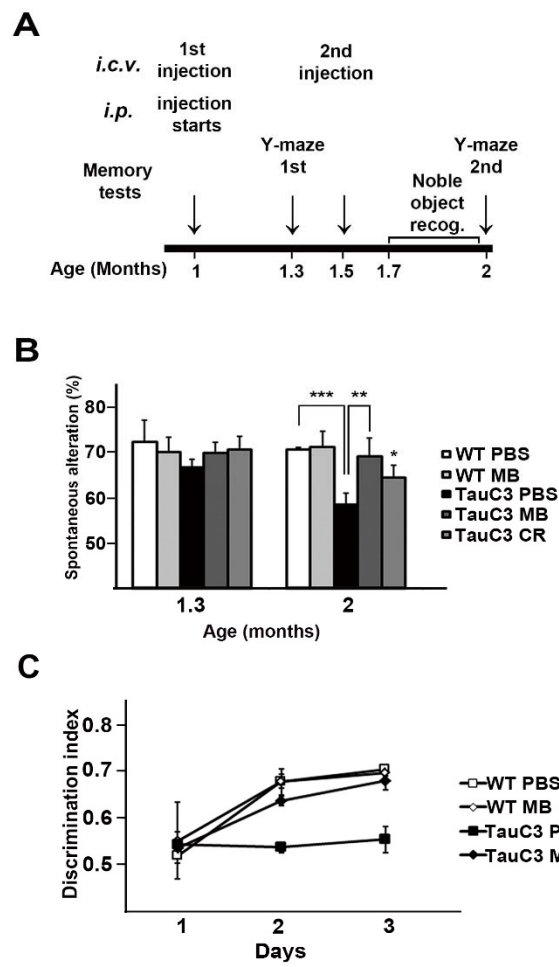 A
1st 2nd
i.c.v. injection injection
i.p. injection
starts
Y-maze Y-maze
Memory 1st 2nd
tests Noble
object
recog.
Age (Months) 1 1.3 1.5 1.7 2
B
Spontaneous alteration (%)
80
70
60
50
*** **
*
WT PBS
WT MB
TauC3 PBS
TauC3 MB
TauC3 CR
1.3 2
Age (months)
C
Discrimination index
0.8
0.7
0.6
0.5
WT PBS
WT MB
TauC3 P
TauC3 M
1 2 3
Days